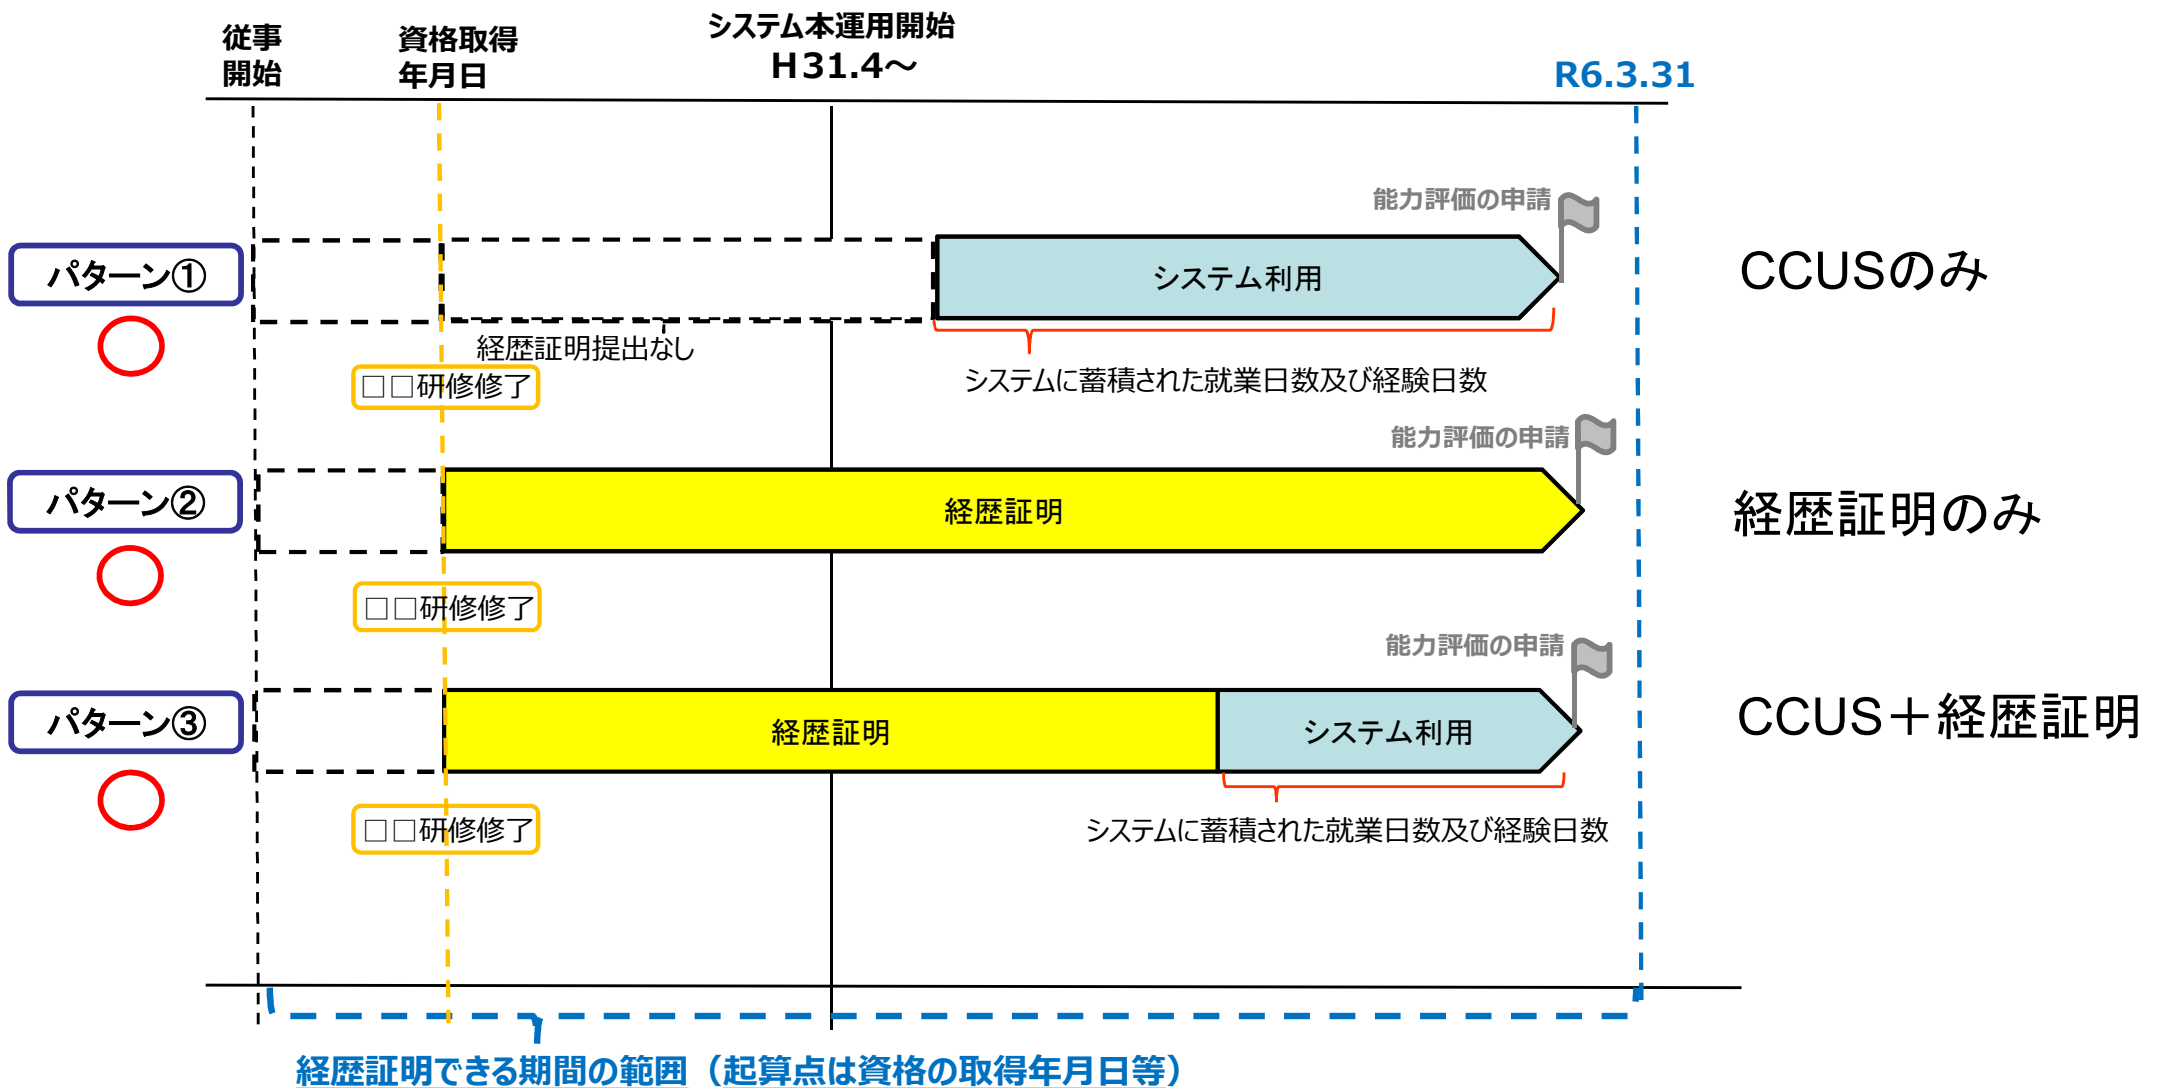 従事
開始
資格取得
年月日
システム本運用開始
H31.4～
R6.3.31
能力評価の申請
パターン①
システム利用
CCUSのみ
経歴証明提出なし
□□研修修了
システムに蓄積された就業日数及び経験日数
能力評価の申請
パターン②
経歴証明
経歴証明のみ
□□研修修了
能力評価の申請
パターン③
経歴証明
システム利用
CCUS＋経歴証明
□□研修修了
システムに蓄積された就業日数及び経験日数
経歴証明できる期間の範囲（起算点は資格の取得年月日等）